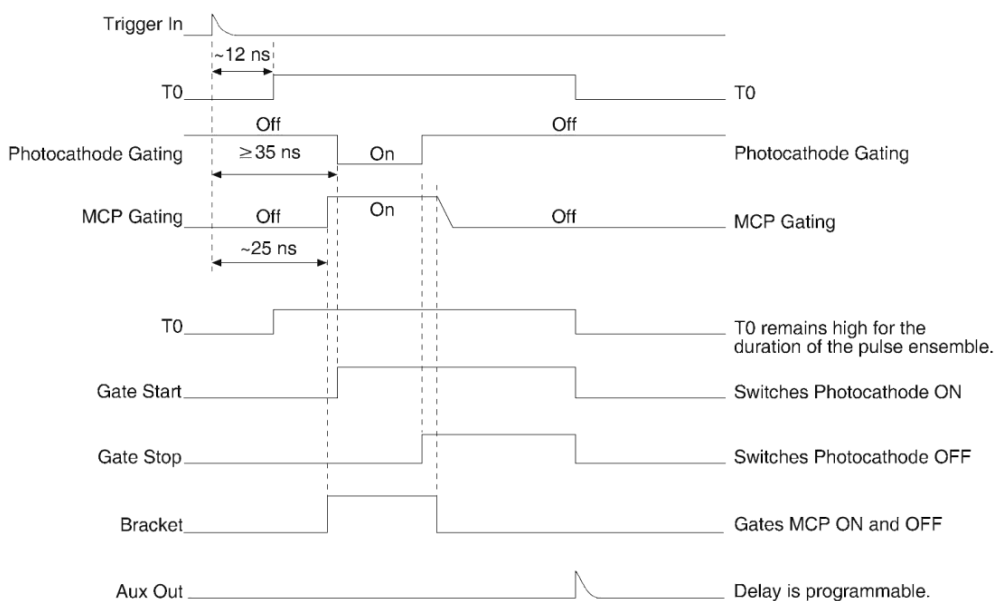 Trigger In
~12 ns
T0 T0
Off Off
Photocathode Gating ≥35 ns On Photocathode Gating
MCP Gating Off On Off MCP Gating
~25 ns
T0 T0 remains high for the
duration of the pulse ensemble.
Gate Start Switches Photocathode ON
Gate Stop Switches Photocathode OFF
Bracket Gates MCP ON and OFF
Aux Out Delay is programmable.